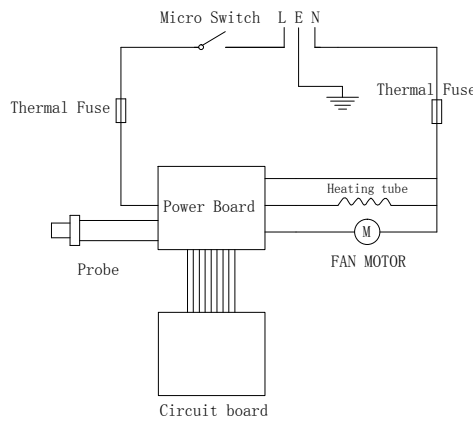 Micro Switch L E N
Thermal Fuse
Thermal Fuse
Heating tube
Power Board
M
FAN MOTOR
Probe
Circuit board